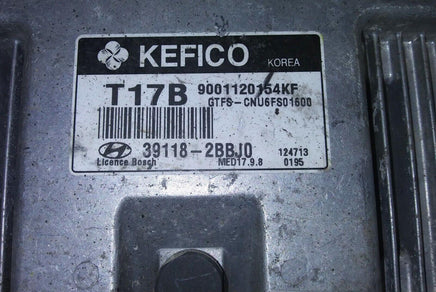 KEFICO KOREA
T17B 9001120154KF
GTFS-CNU6FS01600
39118-2BBJ0 124713
Licence Bosch MED17.9.8 0195